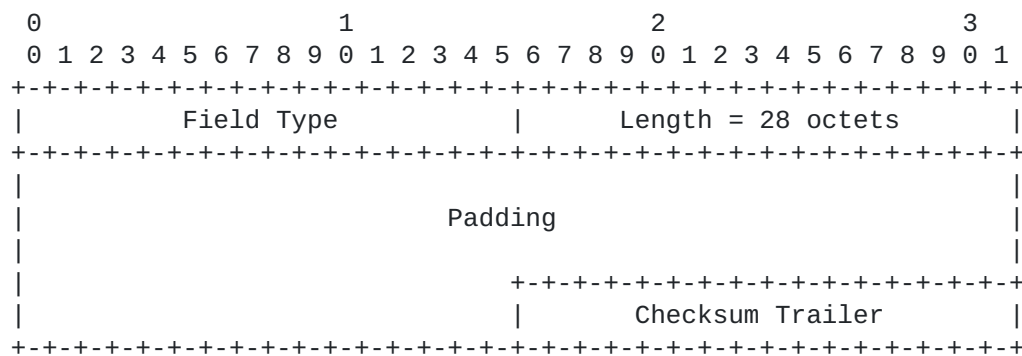 0                   1                   2                   3
0 1 2 3 4 5 6 7 8 9 0 1 2 3 4 5 6 7 8 9 0 1 2 3 4 5 6 7 8 9 0 1
+-+-+-+-+-+-+-+-+-+-+-+-+-+-+-+-+-+-+-+-+-+-+-+-+-+-+-+-+-+-+-+-+
|          Field Type           |      Length = 28 octets       |
+-+-+-+-+-+-+-+-+-+-+-+-+-+-+-+-+-+-+-+-+-+-+-+-+-+-+-+-+-+-+-+-+
|                                                               |
|                           Padding                             |
|                                                               |
|                               +-+-+-+-+-+-+-+-+-+-+-+-+-+-+-+-+
|                               |       Checksum Trailer        |
+-+-+-+-+-+-+-+-+-+-+-+-+-+-+-+-+-+-+-+-+-+-+-+-+-+-+-+-+-+-+-+-+